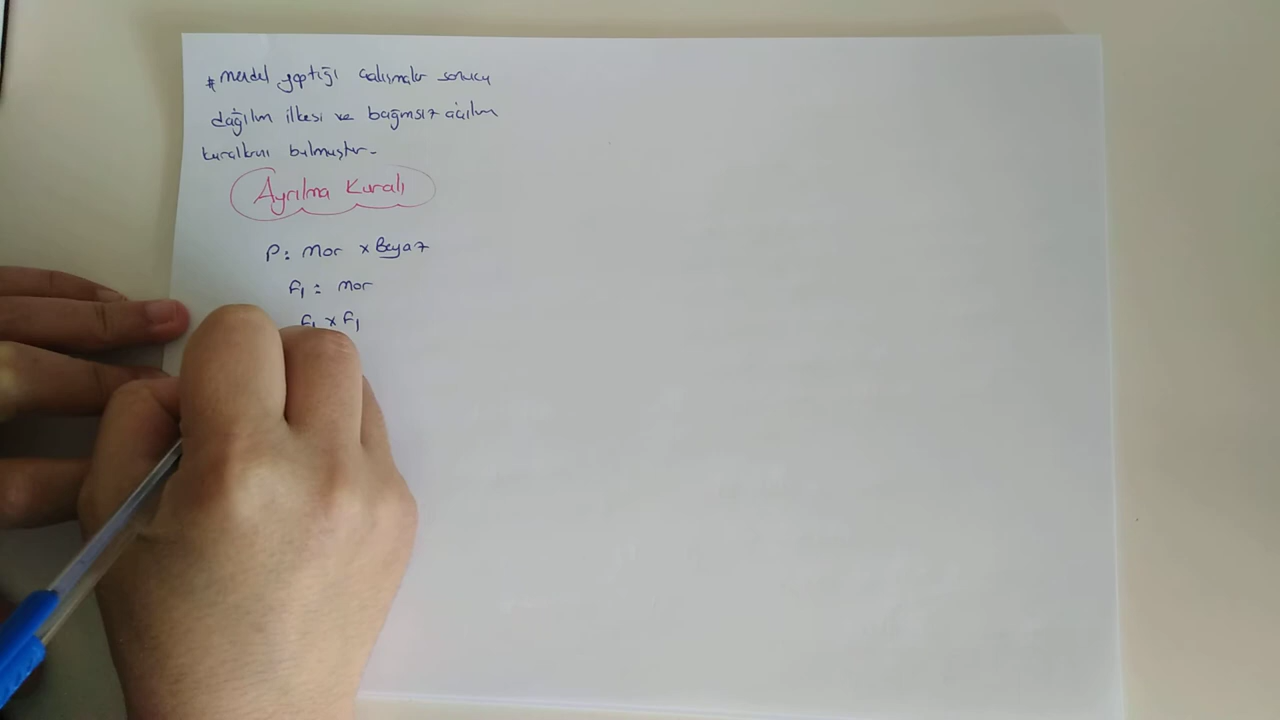 # Mendel yaptığı çalışmalar sonucu
dağılım ilkesi ve bağımsız açılım
kurallarını bulmuştur.
Ayrılma Kuralı
P: Mor x Beyaz
F₁ : Mor
F₁ x F₁